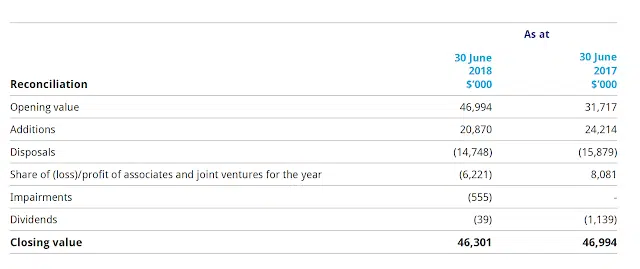 As at
30 June 30 June
2018 2017
Reconciliation $'000 $'000
Opening value 46,994 31,717
Additions 20,870 24,214
Disposals (14,748) (15,879)
Share of (loss)/profit of associates and joint ventures for the year (6,221) 8,081
Impairments (555) -
Dividends (39) (1,139)
Closing value 46,301 46,994